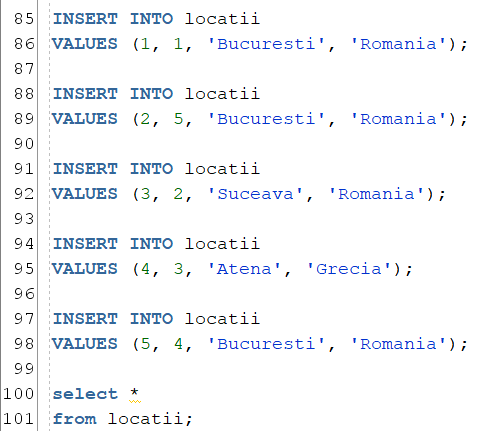 85 INSERT INTO locatii
86 VALUES (1, 1, 'Bucuresti', 'Romania');
87
88 INSERT INTO locatii
89 VALUES (2, 5, 'Bucuresti', 'Romania');
90
91 INSERT INTO locatii
92 VALUES (3, 2, 'Suceava', 'Romania');
93
94 INSERT INTO locatii
95 VALUES (4, 3, 'Atena', 'Grecia');
96
97 INSERT INTO locatii
98 VALUES (5, 4, 'Bucuresti', 'Romania');
99
100 select *
101 from locatii;